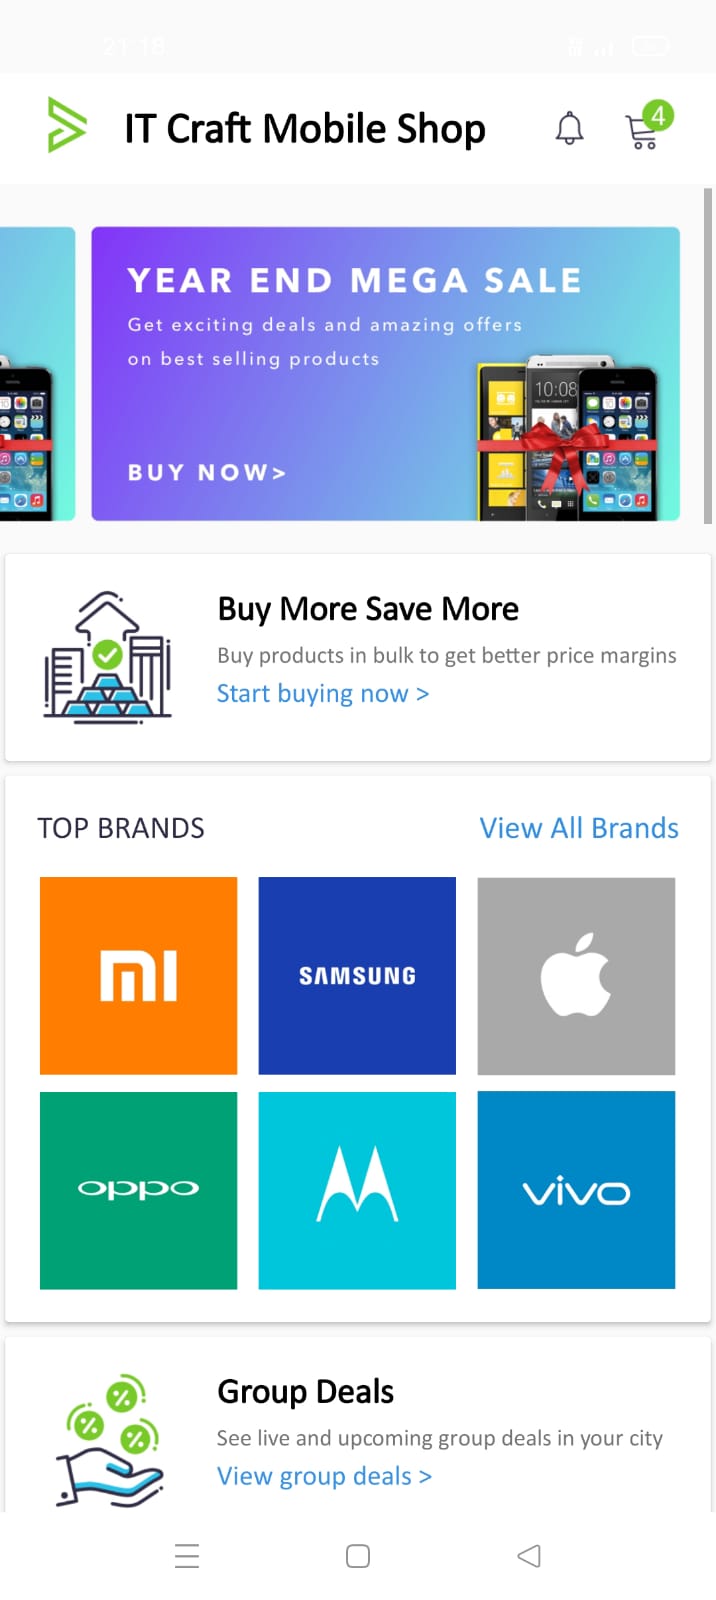 21:18
IT Craft Mobile Shop
4
YEAR END MEGA SALE
Get exciting deals and amazing offers
on best selling products
10:08
BUY NOW>
Buy More Save More
Buy products in bulk to get better price margins
Start buying now >
TOP BRANDS
View All Brands
mi
SAMSUNG
oppo
vivo
Group Deals
See live and upcoming group deals in your city
View group deals >